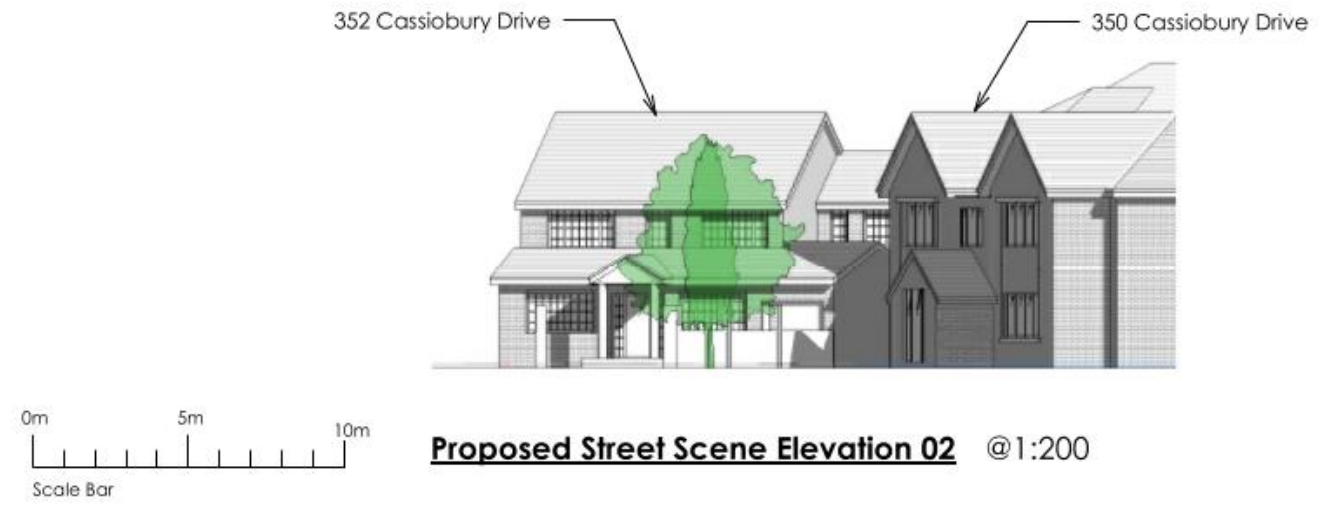 352 Cassiobury Drive
350 Cassiobury Drive
0m 5m 10m
Scale Bar
Proposed Street Scene Elevation 02 @1:200